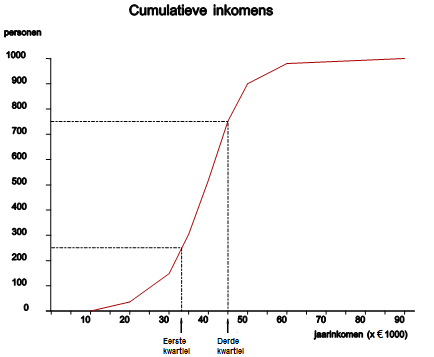 Cumulatieve inkomens
personen
1000
900
800
700
600
500
400
300
200
100
0
10 20 30 40 50 60 70 80 90
jaarinkomen (x € 1000)
Eerste kwartiel
Derde kwartiel